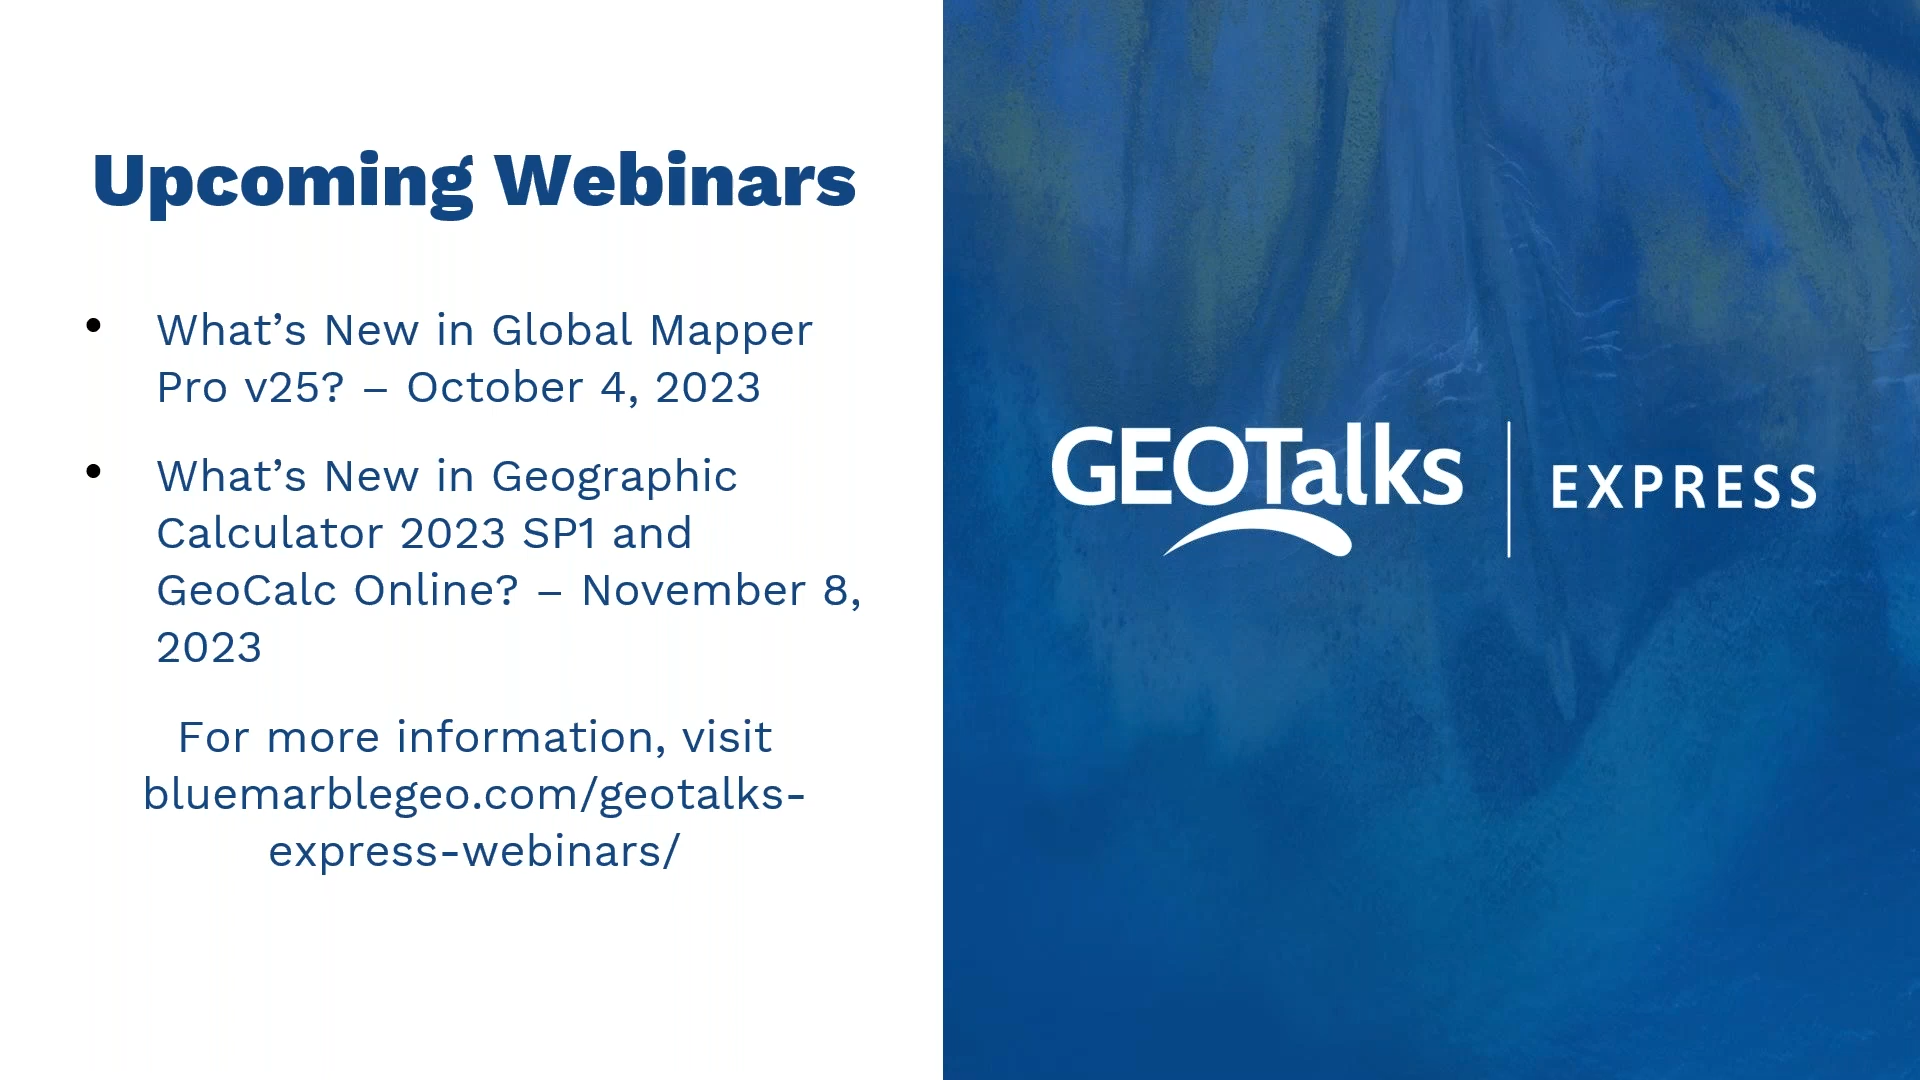 Upcoming Webinars
• What’s New in Global Mapper
Pro v25? – October 4, 2023
• What’s New in Geographic
Calculator 2023 SP1 and
GeoCalc Online? – November 8,
2023
For more information, visit
bluemarblegeo.com/geotalks-
express-webinars/
GEOTalks | EXPRESS